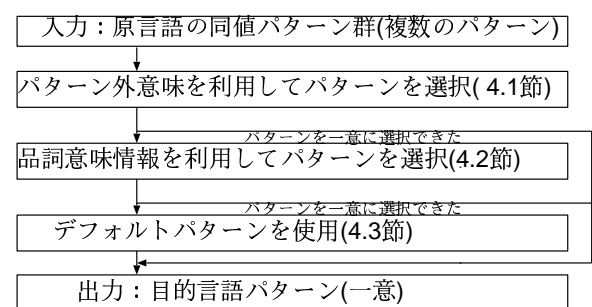 入力：原言語の同値パターン群(複数のパターン)
パターン外意味を利用してパターンを選択( 4.1節)
パターンを一意に選択できた
品詞意味情報を利用してパターンを選択(4.2節)
パターンを一意に選択できた
デフォルトパターンを使用(4.3節)
出力：目的言語パターン(一意)